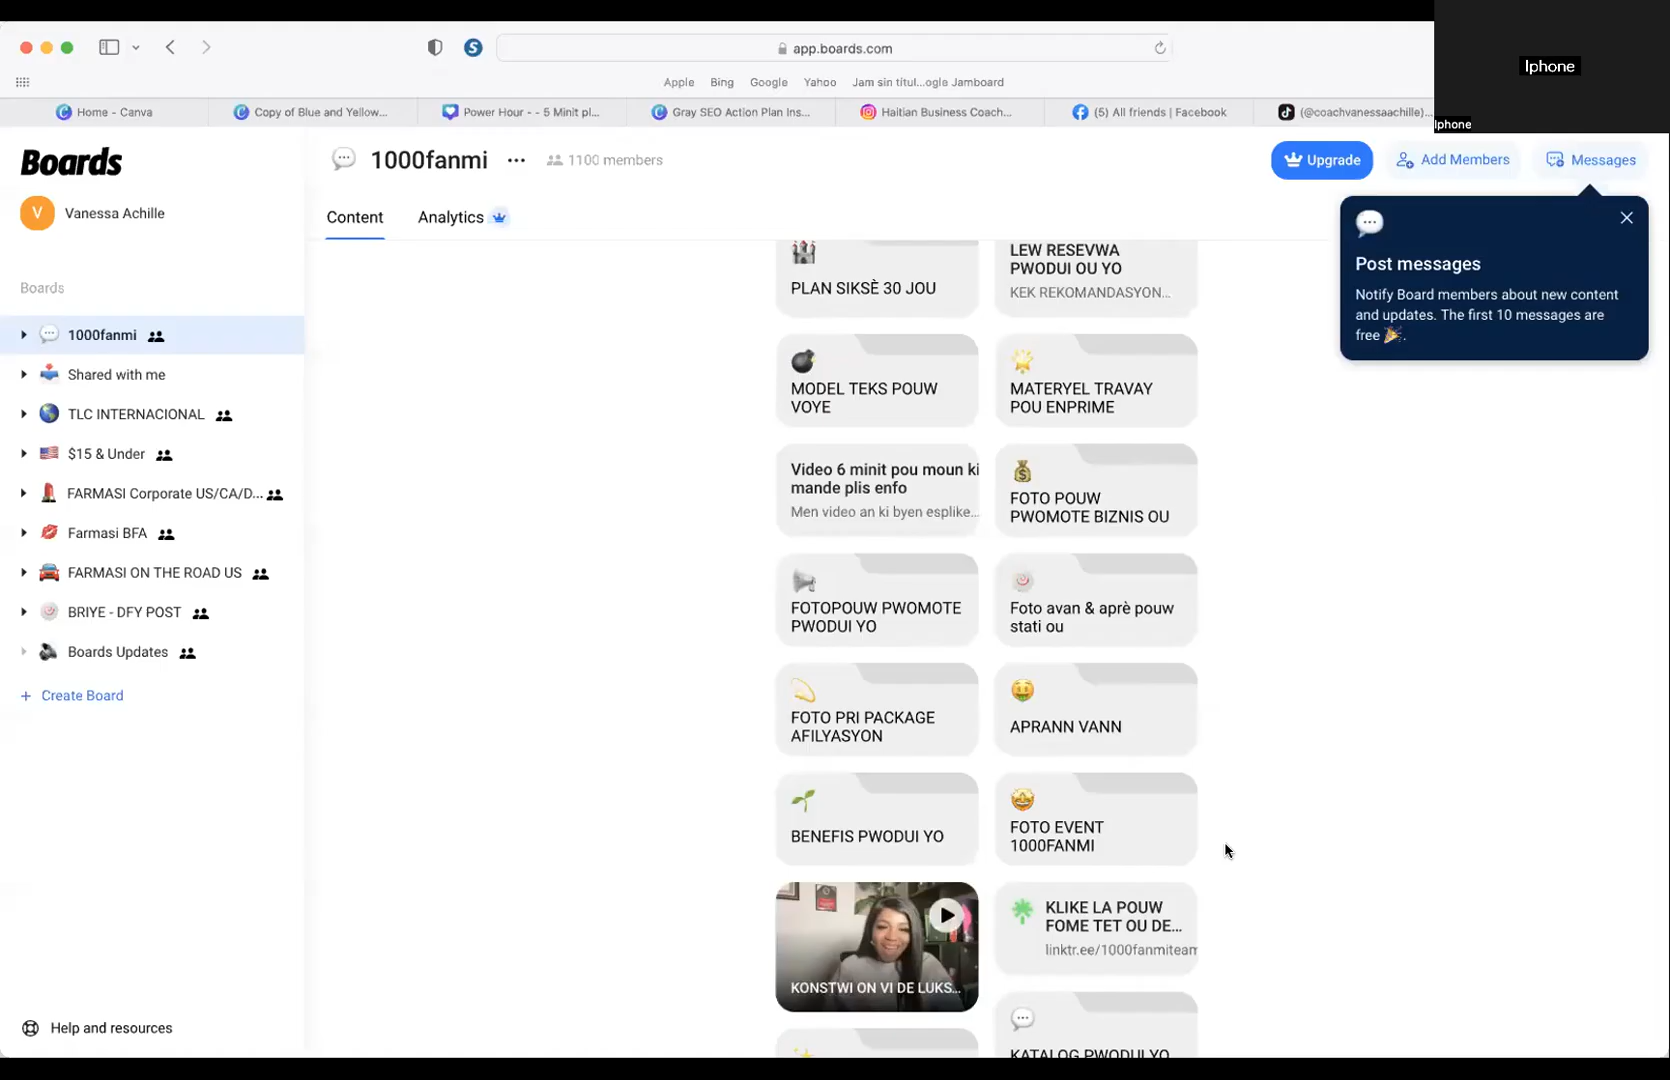 Iphone
Iphone
app.boards.com
Apple
Bing
Google
Yahoo
Jam sin títul...ogle Jamboard
Home - Canva
Copy of Blue and Yellow...
Power Hour - - 5 Minit pl...
Gray SEO Action Plan Ins...
Haitian Business Coach...
(5) All friends | Facebook
(@coachvanessaachille)...
Boards
V
Vanessa Achille
Boards
1000fanmi
Shared with me
TLC INTERNACIONAL
$15 & Under
FARMASI Corporate US/CA/D...
Farmasi BFA
FARMASI ON THE ROAD US
BRIYE - DFY POST
Boards Updates
+ Create Board
Help and resources
1000fanmi
1100 members
Upgrade
Add Members
Messages
Content
Analytics
Post messages
Notify Board members about new content
and updates. The first 10 messages are
free
PLAN SIKSÈ 30 JOU
LEW RESEVWA
PWODUI OU YO
KEK REKOMANDASYON...
MODEL TEKS POUW
VOYE
MATERYEL TRAVAY
POU ENPRIME
Video 6 minit pou moun ki
mande plis enfo
Men video an ki byen esplike...
FOTO POUW
PWOMOTE BIZNIS OU
FOTOPOUW PWOMOTE
PWODUI YO
Foto avan & aprè pouw
stati ou
FOTO PRI PACKAGE
AFILYASYON
APRANN VANN
BENEFIS PWODUI YO
FOTO EVENT
1000FANMI
KONSTWI ON VI DE LUKS...
KLIKE LA POUW
FOME TET OU DE...
linktr.ee/1000fanmiteam
KATALOG PWODUI YO